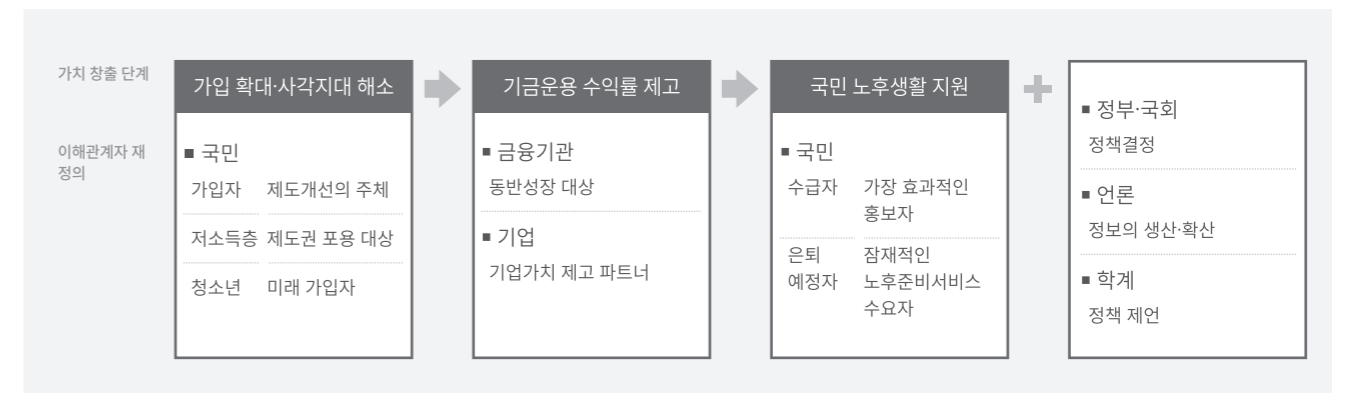 가치 창출 단계
가입 확대·사각지대 해소
기금운용 수익률 제고
국민 노후생활 지원
이해관계자 재
정의
■ 국민
가입자 제도개선의 주체
저소득층 제도권 포용 대상
청소년 미래 가입자
■ 금융기관
동반성장 대상
■ 기업
기업가치 제고 파트너
■ 국민
수급자 가장 효과적인
홍보자
은퇴 잠재적인
예정자 노후준비서비스
수요자
■ 정부·국회
정책결정
■ 언론
정보의 생산·확산
■ 학계
정책 제언